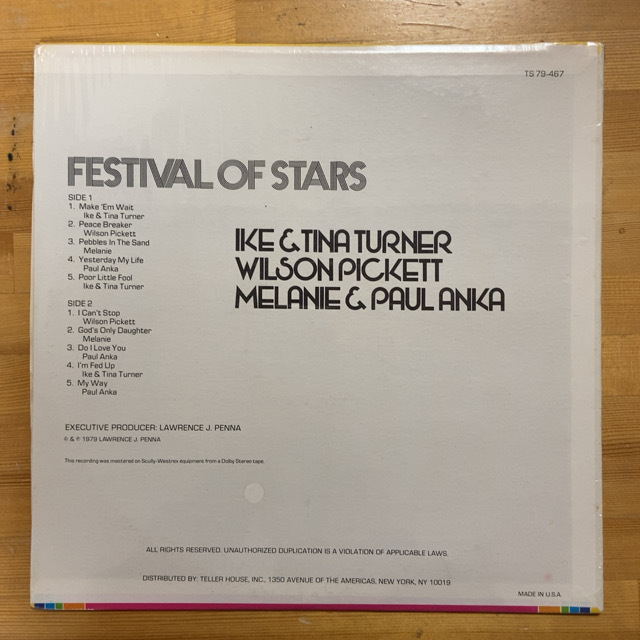 TS 79-467
FESTIVAL OF STARS
SIDE 1
1. Make 'Em Wait
Ike & Tina Turner
2. Peace Breaker
Wilson Pickett
3. Pebbles In The Sand
Melanie
4. Yesterday My Life
Paul Anka
5. Poor Little Fool
Ike & Tina Turner
SIDE 2
1. I Can't Stop
Wilson Pickett
2. God's Only Daughter
Melanie
3. Do I Love You
Paul Anka
4. I'm Fed Up
Ike & Tina Turner
5. My Way
Paul Anka
IKE & TINA TURNER
WILSON PICKETT
MELANIE & PAUL ANKA
EXECUTIVE PRODUCER: LAWRENCE J. PENNA
© & ℗ 1979 LAWRENCE J. PENNA
This recording was mastered on Scully-Westrex equipment from a Dolby Stereo tape.
ALL RIGHTS RESERVED. UNAUTHORIZED DUPLICATION IS A VIOLATION OF APPLICABLE LAWS.
DISTRIBUTED BY: TELLER HOUSE, INC., 1350 AVENUE OF THE AMERICAS, NEW YORK, NY 10019
MADE IN U.S.A.